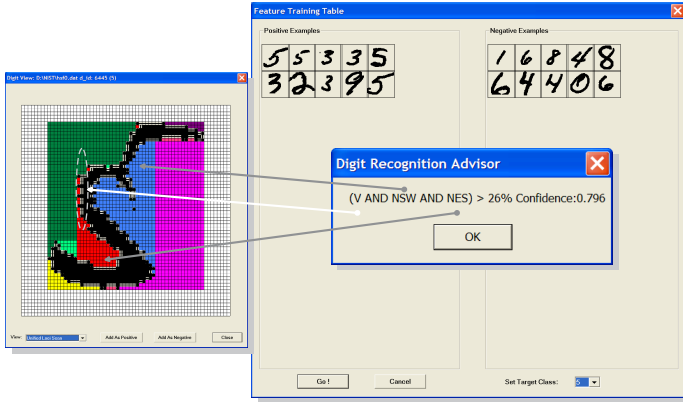 Feature Training Table
Positive Examples
5 5 3 3 5
3 2 3 9 5
Negative Examples
1 6 8 4 8
6 4 4 0 6
Digit View: D:\NIST\hsf0.dat d_id: 6445 (5)
Digit Recognition Advisor
(V AND NSW AND NES) > 26% Confidence:0.796
OK
View:
Unified Loci Scan
Add As Positive
Add As Negative
Close
Go !
Cancel
Set Target Class:
5